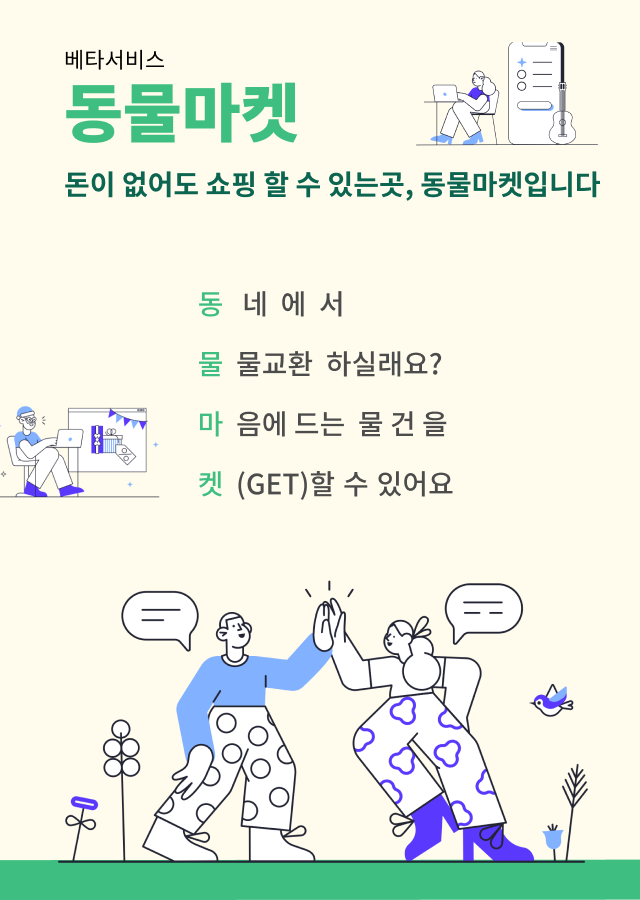 베타서비스
동물마켓
돈이 없어도 쇼핑 할 수 있는곳, 동물마켓입니다
동 네 에 서
물 물교환 하실래요?
마 음에 드는 물 건 을
켓 (GET)할 수 있어요